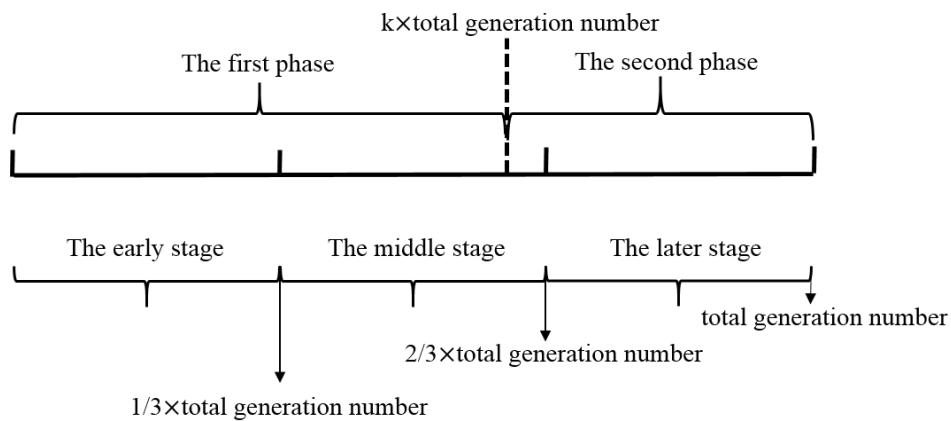 k×total generation number
The first phase
The second phase
The early stage
The middle stage
The later stage
total generation number
2/3×total generation number
1/3×total generation number